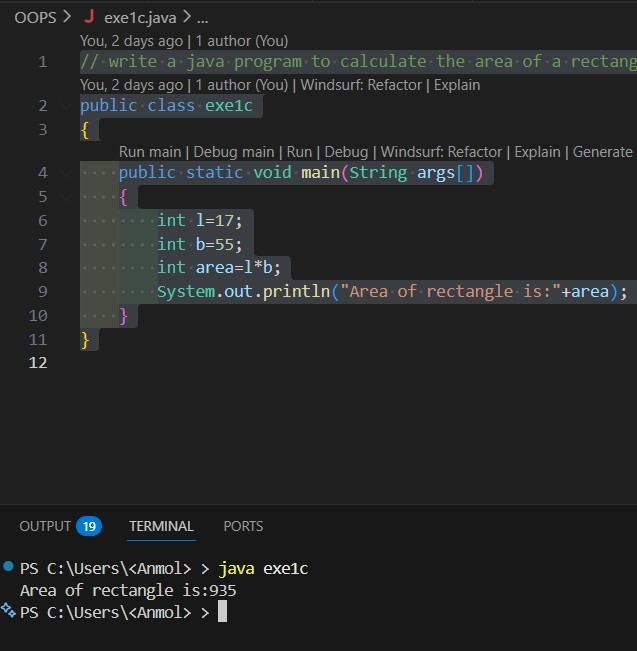 OOPS > J exe1c.java > ...
You, 2 days ago | 1 author (You)
1 // write a java program to calculate the area of a rectang
You, 2 days ago | 1 author (You) | Windsurf: Refactor | Explain
2 public class exe1c
3 {
Run main | Debug main | Run | Debug | Windsurf: Refactor | Explain | Generate
4 public static void main(String args[])
5 {
6 int l=17;
7 int b=55;
8 int area=l*b;
9 System.out.println("Area of rectangle is:"+area);
10 }
11 }
12
OUTPUT 19 TERMINAL PORTS
PS C:\Users\<Anmol> > java exe1c
Area of rectangle is:935
PS C:\Users\<Anmol> >